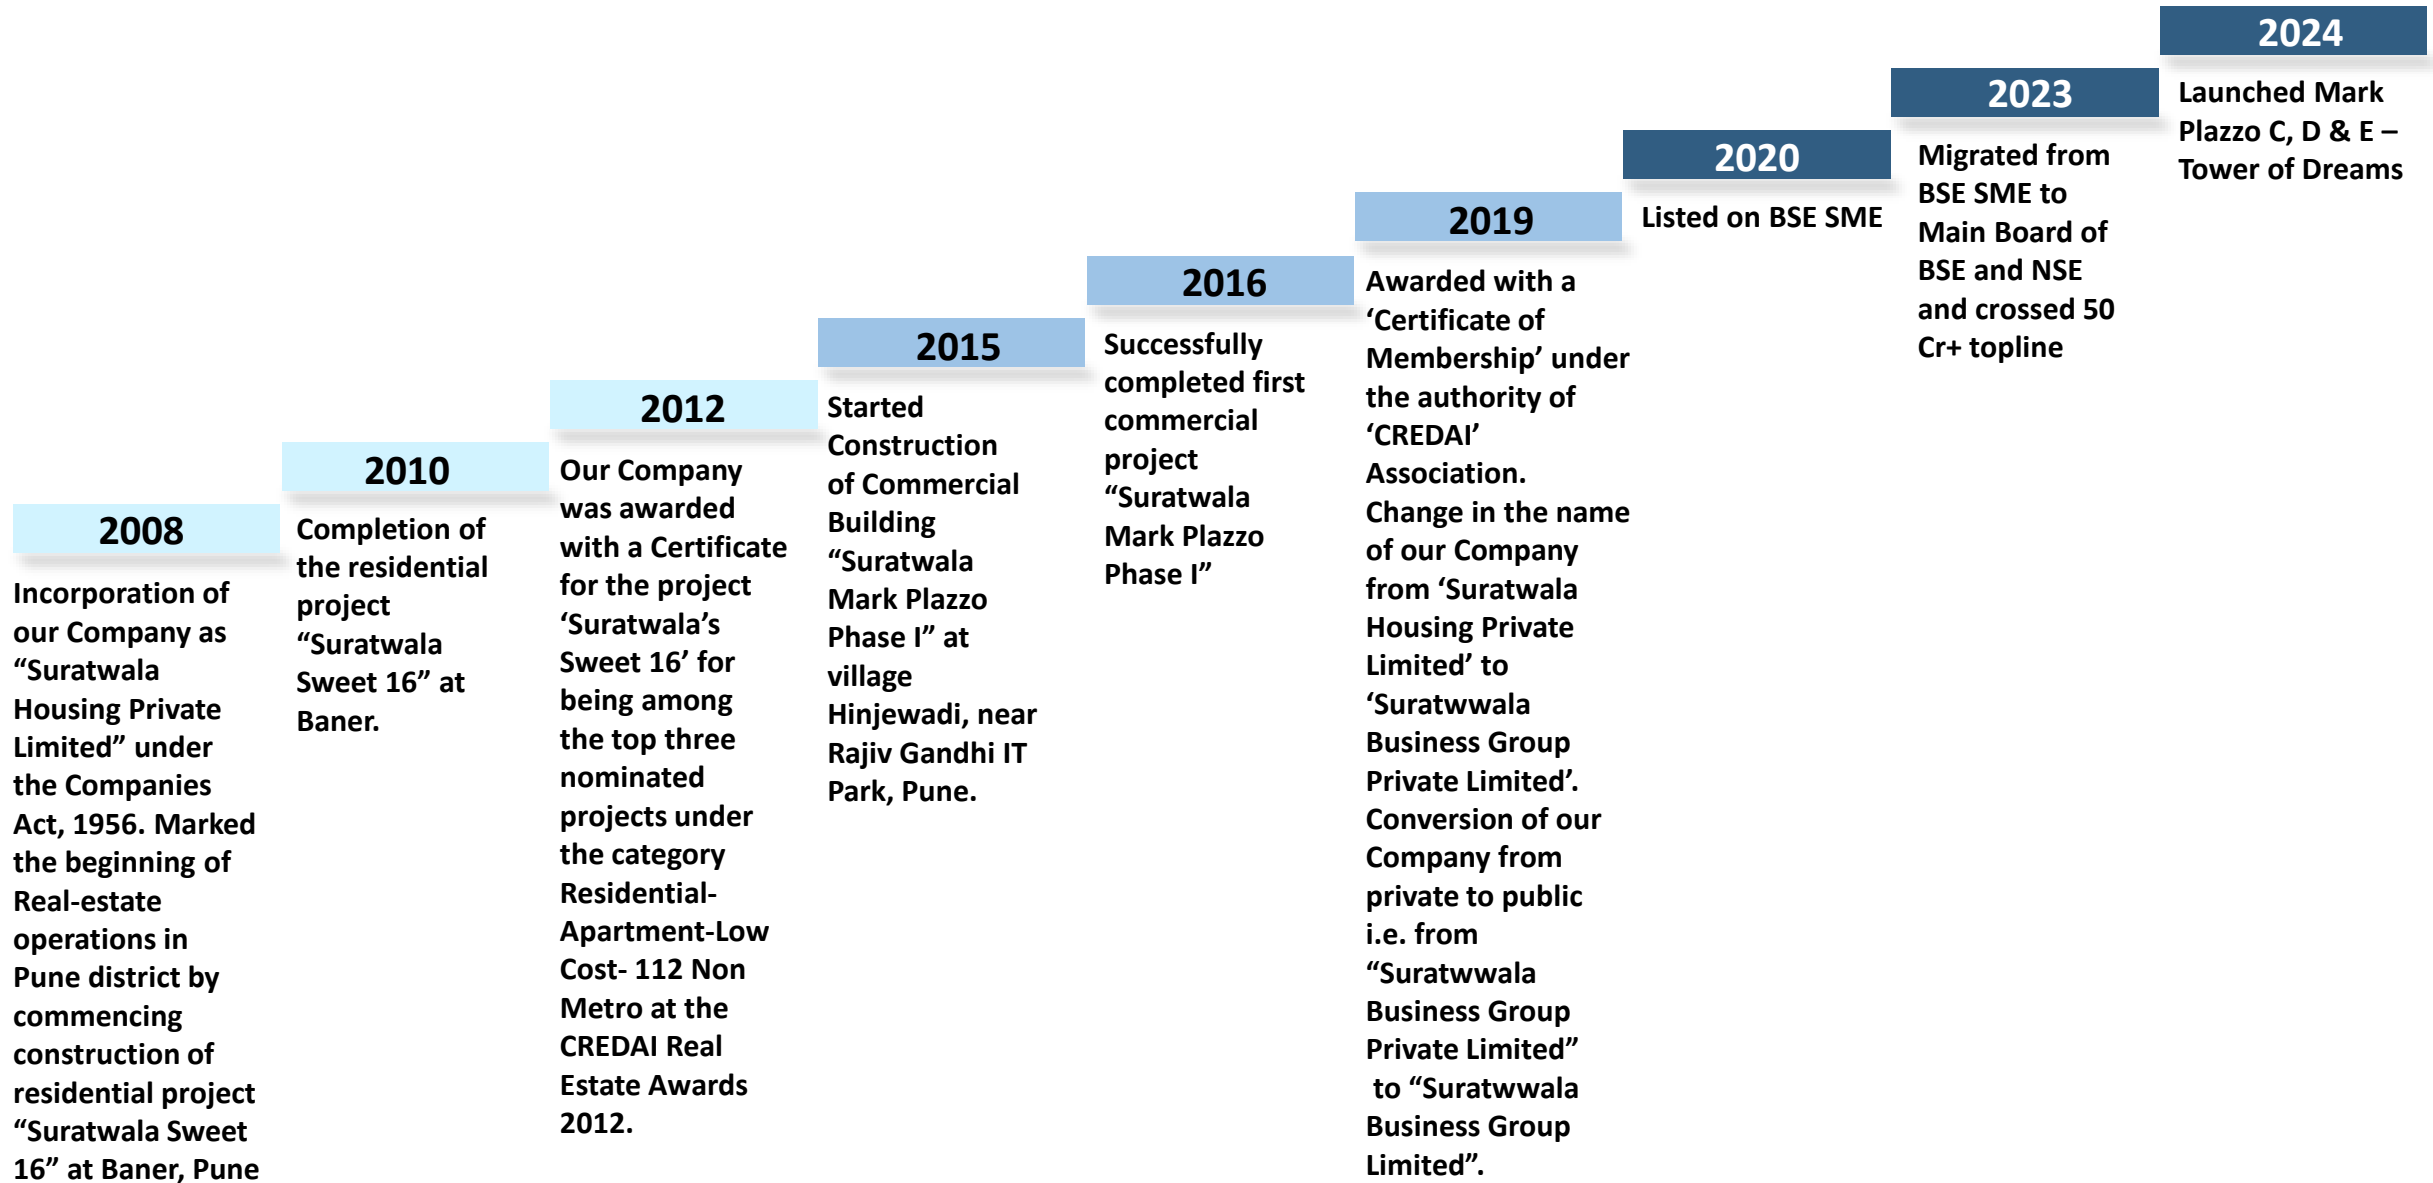 2008
Incorporation of
our Company as
“Suratwala
Housing Private
Limited” under
the Companies
Act, 1956. Marked
the beginning of
Real-estate
operations in
Pune district by
commencing
construction of
residential project
“Suratwala Sweet
16” at Baner, Pune
2010
Completion of
the residential
project
“Suratwala
Sweet 16” at
Baner.
2012
Our Company
was awarded
with a Certificate
for the project
‘Suratwala’s
Sweet 16’ for
being among
the top three
nominated
projects under
the category
Residential-
Apartment-Low
Cost- 112 Non
Metro at the
CREDAI Real
Estate Awards
2012.
2015
Started
Construction
of Commercial
Building
“Suratwala
Mark Plazzo
Phase I” at
village
Hinjewadi, near
Rajiv Gandhi IT
Park, Pune.
2016
Successfully
completed first
commercial
project
“Suratwala
Mark Plazzo
Phase I”
2019
Awarded with a
‘Certificate of
Membership’ under
the authority of
‘CREDAI’
Association.
Change in the name
of our Company
from ‘Suratwala
Housing Private
Limited’ to
‘Suratwwala
Business Group
Private Limited’.
Conversion of our
Company from
private to public
i.e. from
“Suratwwala
Business Group
Private Limited”
to “Suratwwala
Business Group
Limited”.
2020
Listed on BSE SME
2023
Migrated from
BSE SME to
Main Board of
BSE and NSE
and crossed 50
Cr+ topline
2024
Launched Mark
Plazzo C, D & E –
Tower of Dreams